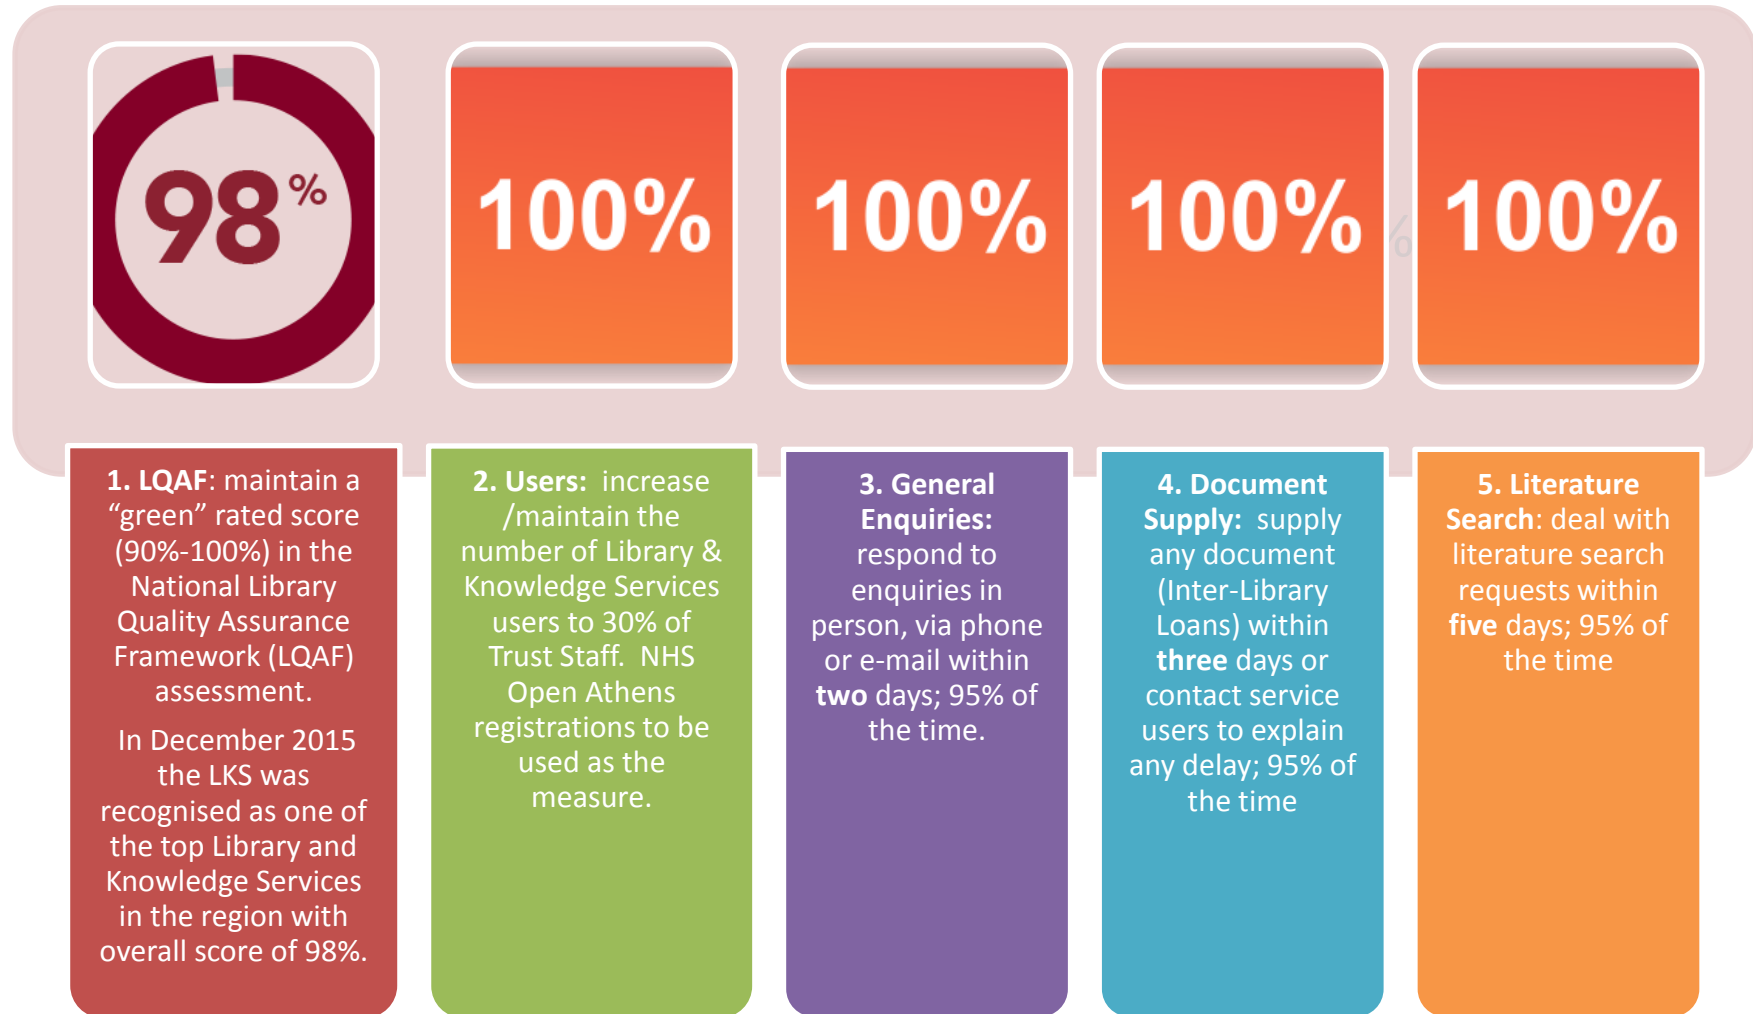 98%
100%
100%
100%
%
100%
1. LQAF: maintain a
“green” rated score
(90%-100%) in the
National Library
Quality Assurance
Framework (LQAF)
assessment.
In December 2015
the LKS was
recognised as one of
the top Library and
Knowledge Services
in the region with
overall score of 98%.
2. Users:  increase
/maintain the
number of Library &
Knowledge Services
users to 30% of
Trust Staff.  NHS
Open Athens
registrations to be
used as the
measure.
3. General
Enquiries:
respond to
enquiries in
person, via phone
or e-mail within
two days; 95% of
the time.
4. Document
Supply:  supply
any document
(Inter-Library
Loans) within
three days or
contact service
users to explain
any delay; 95% of
the time
5. Literature
Search: deal with
literature search
requests within
five days; 95% of
the time